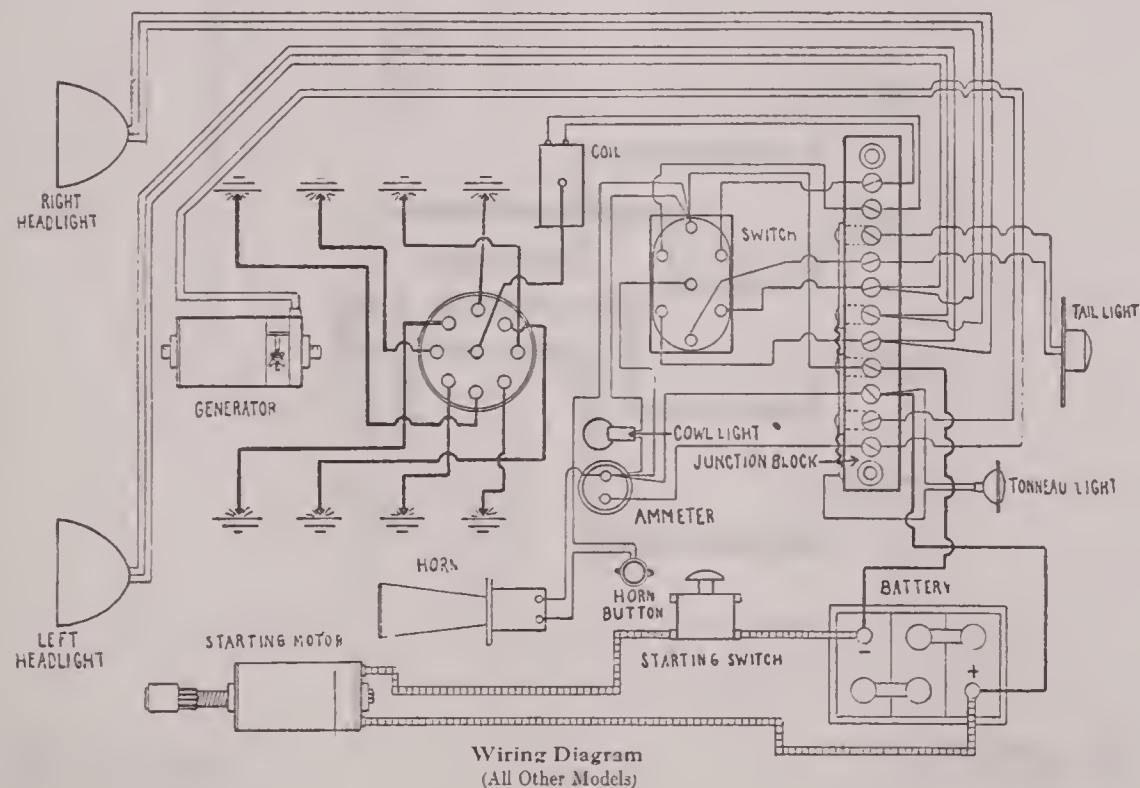 COIL
RIGHT
HEADLIGHT
SWITCH
TAIL LIGHT
GENERATOR
COWL LIGHT
JUNCTION BLOCK
TONNEAU LIGHT
AMMETER
HORN
HORN
BUTTON
BATTERY
LEFT
HEADLIGHT
STARTING MOTOR
STARTING SWITCH
-
+
Wiring Diagram
(All Other Models)